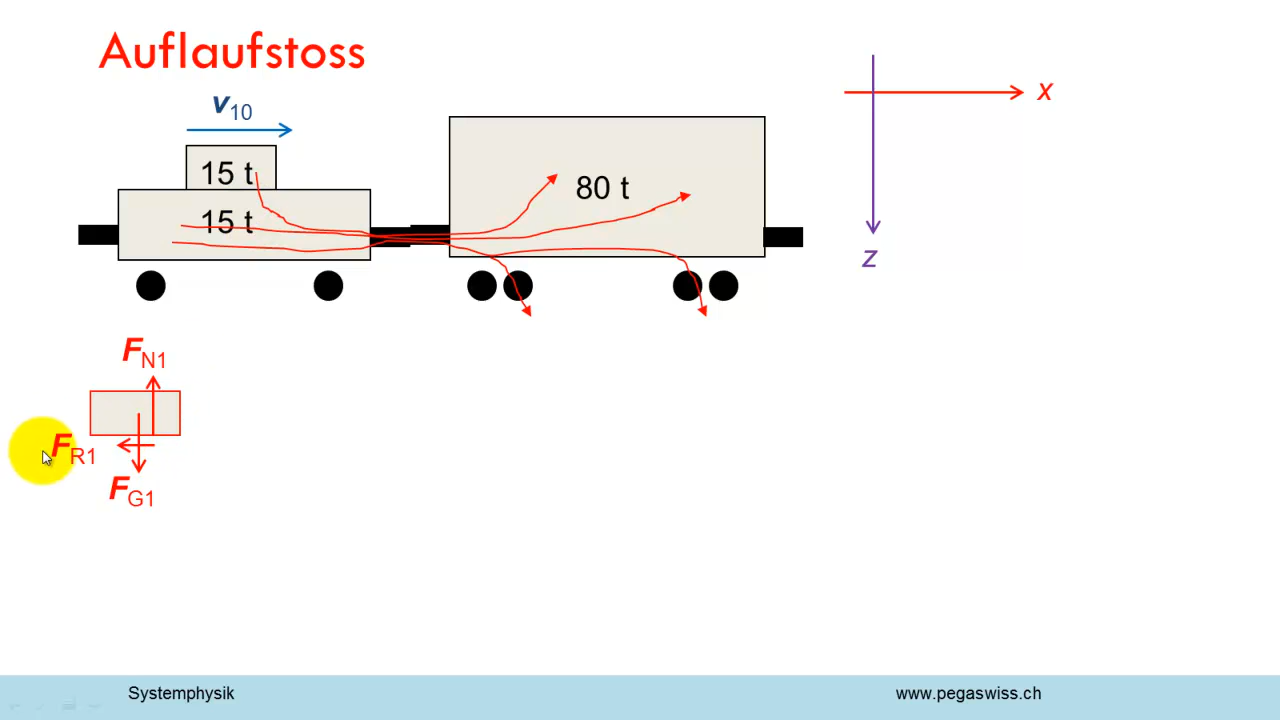 Auflaufstoss
v10
x
15 t
80 t
15 t
z
FN1
FR1
FG1
Systemphysik
www.pegaswiss.ch